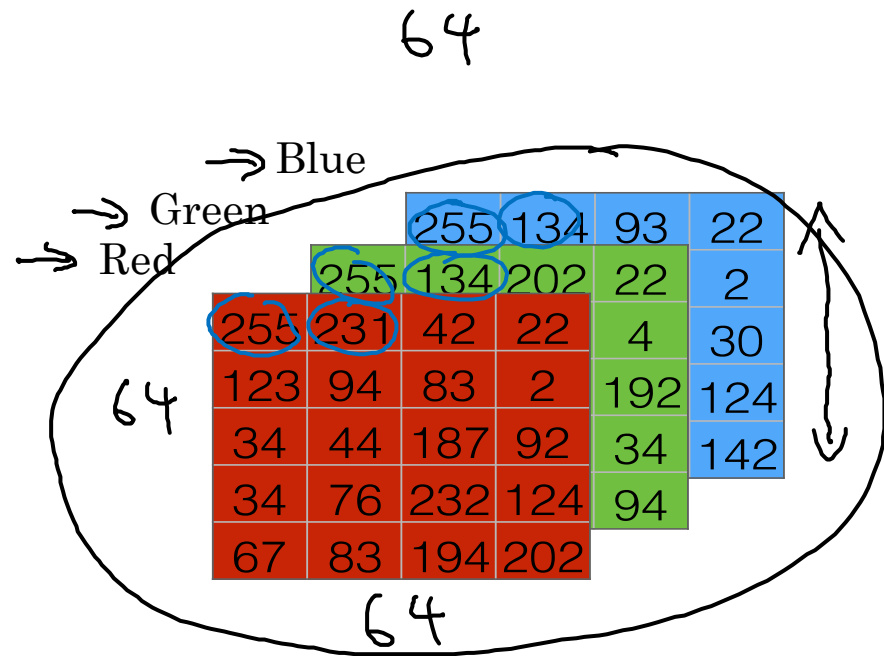 64
Blue
Green
Red
255 134 93 22
255 134 202 22 2
255 231 42 22 4 30
123 94 83 2 192 124
64
34 44 187 92 34 142
34 76 232 124 94
67 83 194 202
64